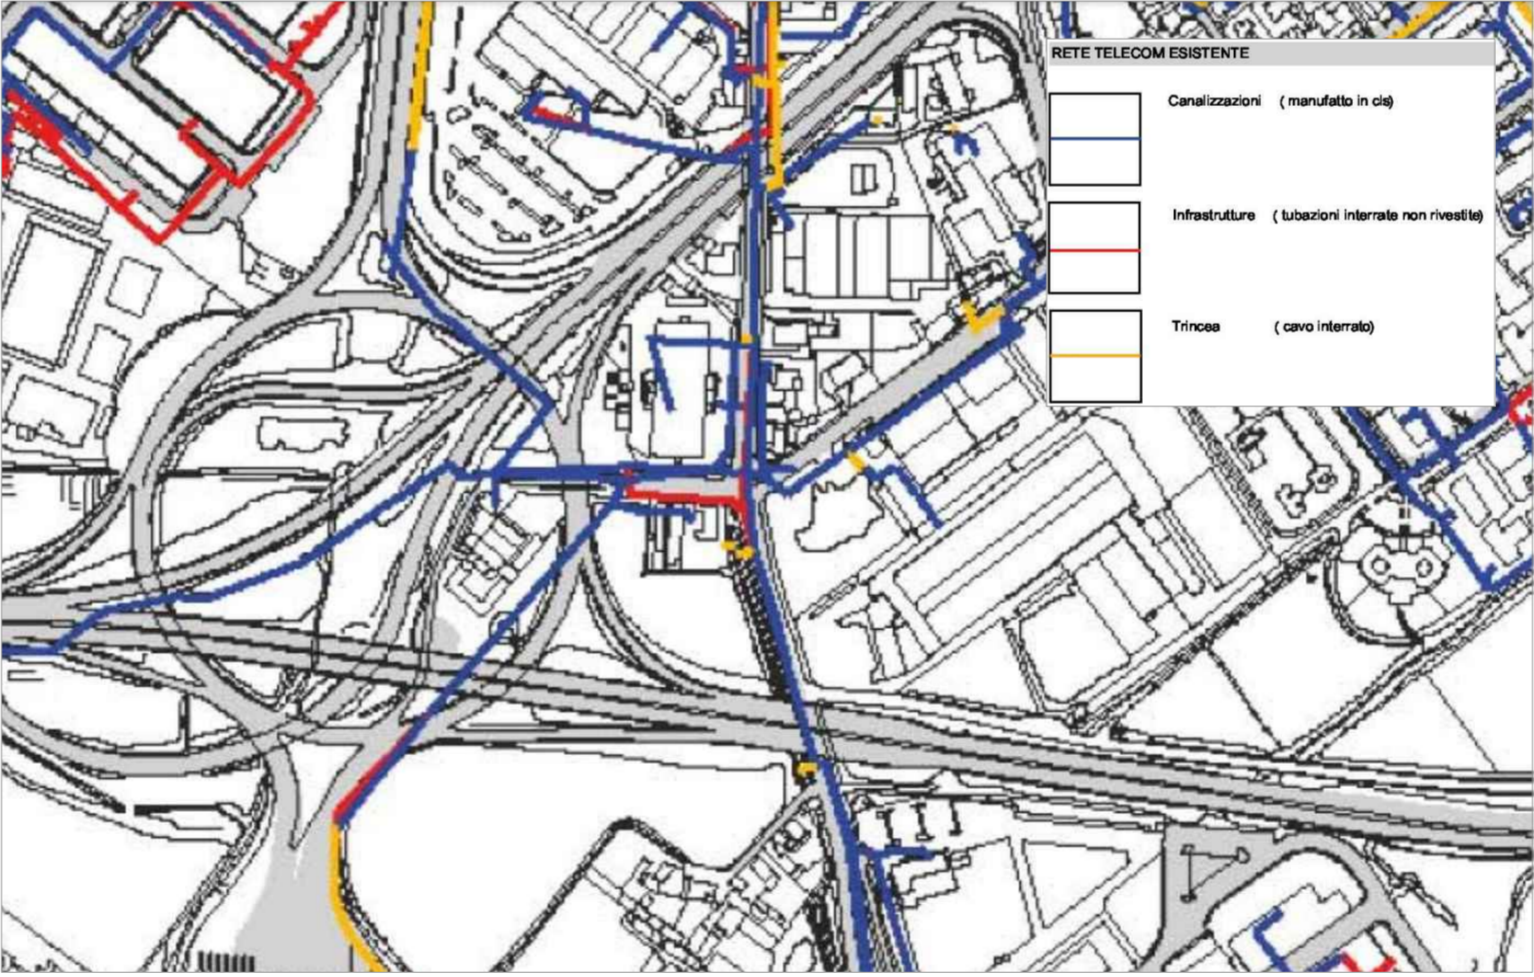 RETE TELECOM ESISTENTE
Canalizzazioni ( manufatto in cls)
Infrastrutture ( tubazioni interrate non rivestite)
Trincea ( cavo interrato)